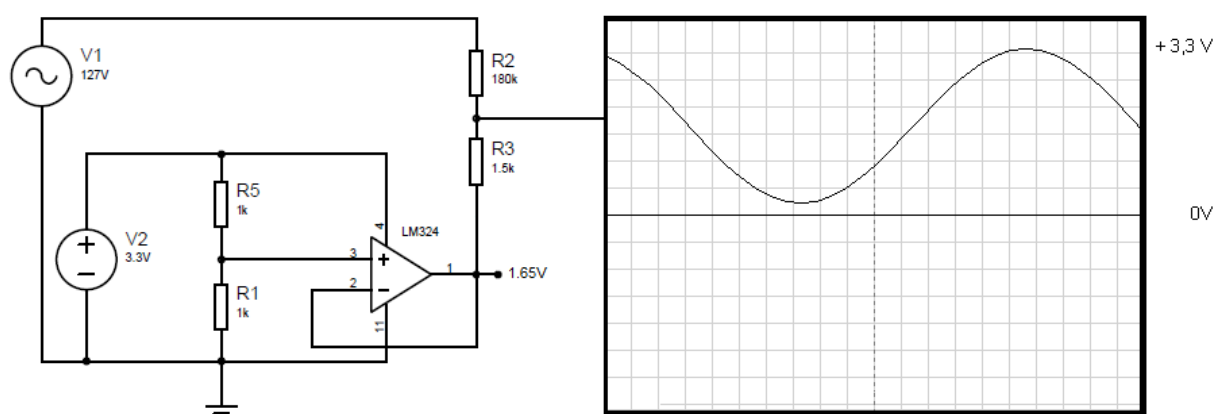 V1
127V
R2
180k
R3
1.5k
+ 3,3 V
0V
R5
1k
V2
3.3V
R1
1k
4
LM324
3
2
1
11
1.65V